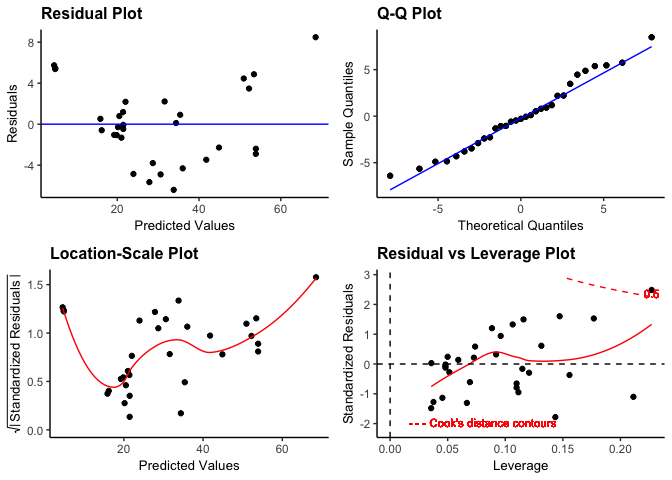 Residual Plot
8
4
0
-4
Residuals
20 40 60
Predicted Values
Q-Q Plot
5
0
-5
Sample Quantiles
-5 0 5
Theoretical Quantiles
Location-Scale Plot
1.5
1.0
0.5
0.0
√|Standardized Residuals|
20 40 60
Predicted Values
Residual vs Leverage Plot
3
2
1
0
-1
-2
Standardized Residuals
0.5
Cook's distance contours
0.00 0.05 0.10 0.15 0.20
Leverage